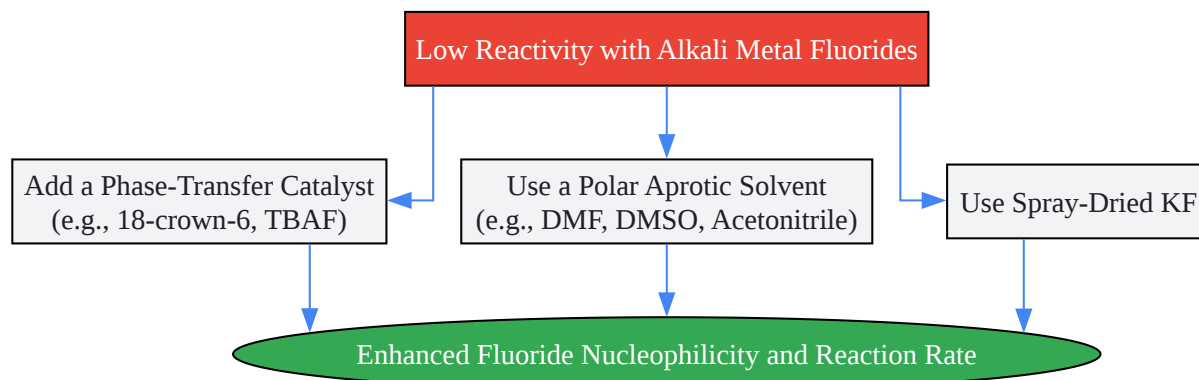 Low Reactivity with Alkali Metal Fluorides
Add a Phase-Transfer Catalyst
(e.g., 18-crown-6, TBAF)
Use a Polar Aprotic Solvent
(e.g., DMF, DMSO, Acetonitrile)
Use Spray-Dried KF
Enhanced Fluoride Nucleophilicity and Reaction Rate